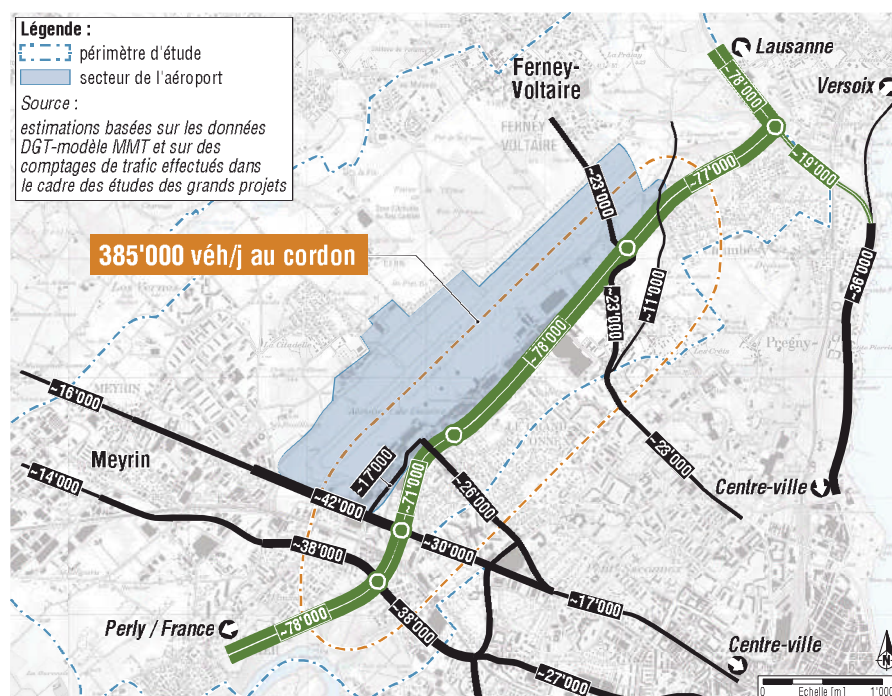 Légende :
périmètre d'étude
secteur de l'aéroport
Source :
estimations basées sur les données
DGT-modèle MMT et sur des
comptages de trafic effectués dans
le cadre des études des grands projets
Lausanne
Ferney-
Voltaire
Versoix
~78'000
FERNEY
VOLTAIRE
~19'000
~77'000
~23'000
385'000 véh/j au cordon
~36'000
~11'000
~23'000
~78'000
Pregny
MEYRIN
~16'000
Meyrin
~14'000
~17'000
~71'000
~26'000
~23'000
Centre-ville
~42'000
~38'000
~30'000
~78'000
~38'000
~17'000
Perly / France
Centre-ville
~27'000
N
0 Echelle [m]